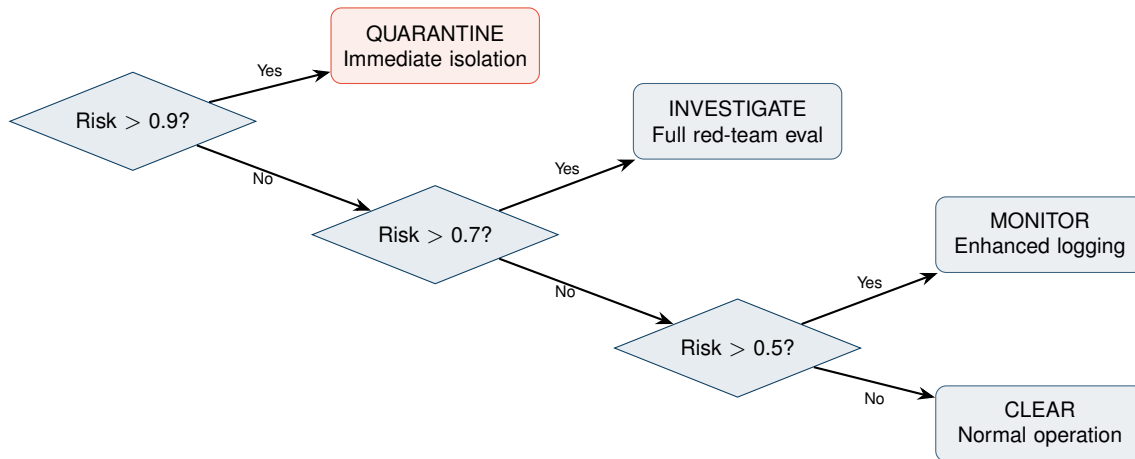 QUARANTINE
Immediate isolation
Yes
Risk > 0.9?
No
INVESTIGATE
Full red-team eval
Yes
Risk > 0.7?
No
MONITOR
Enhanced logging
Yes
Risk > 0.5?
No
CLEAR
Normal operation